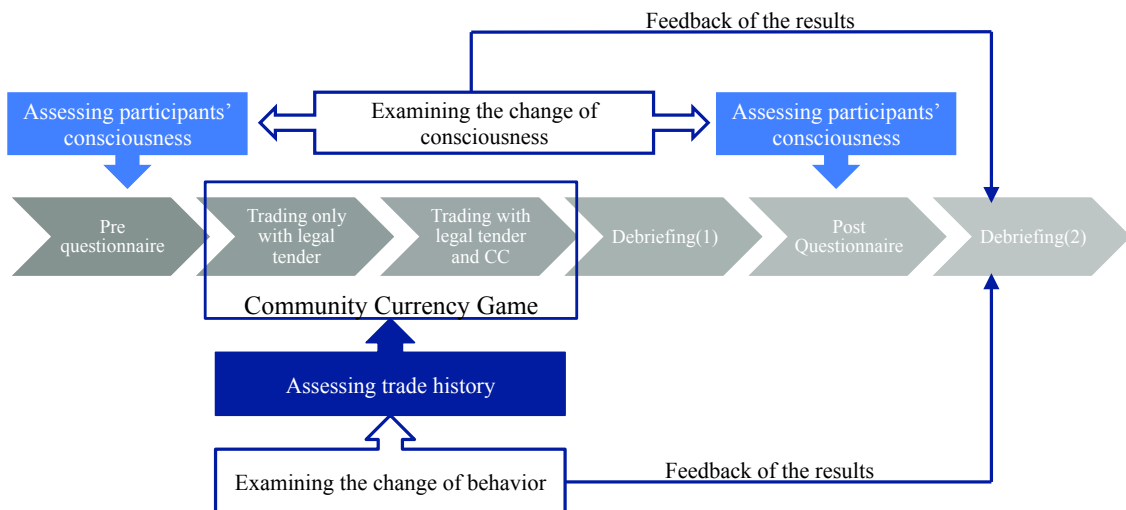 Feedback of the results
Assessing participants’
consciousness
Examining the change of
consciousness
Assessing participants’
consciousness
Pre
questionnaire
Trading only
with legal
tender
Trading with
legal tender
and CC
Debriefing(1)
Post
Questionnaire
Debriefing(2)
Community Currency Game
Assessing trade history
Examining the change of behavior
Feedback of the results